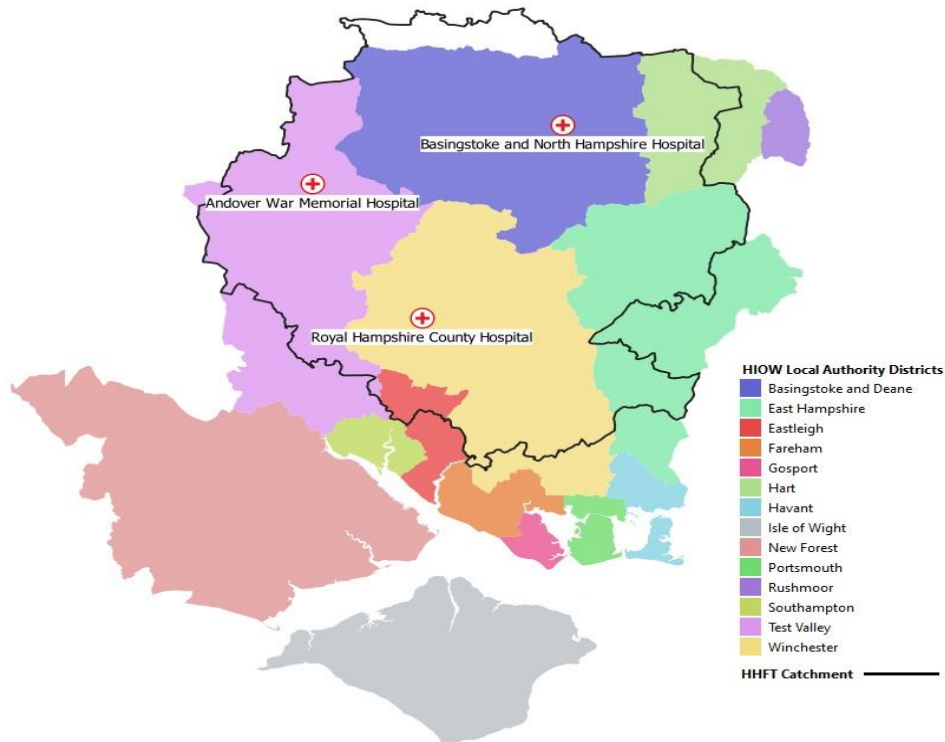 Basingstoke and North Hampshire Hospital
Andover War Memorial Hospital
Royal Hampshire County Hospital
HIOW Local Authority Districts
Basingstoke and Deane
East Hampshire
Eastleigh
Fareham
Gosport
Hart
Havant
Isle of Wight
New Forest
Portsmouth
Rushmoor
Southampton
Test Valley
Winchester
HHFT Catchment